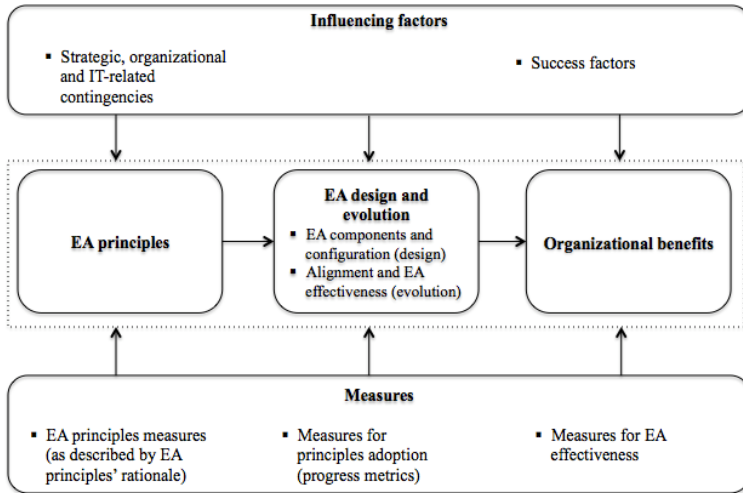 Influencing factors
▪ Strategic, organizational
and IT-related
contingencies
▪ Success factors
EA principles
EA design and
evolution
▪ EA components and
configuration (design)
▪ Alignment and EA
effectiveness (evolution)
Organizational benefits
Measures
▪ EA principles measures
(as described by EA
principles' rationale)
▪ Measures for
principles adoption
(progress metrics)
▪ Measures for EA
effectiveness